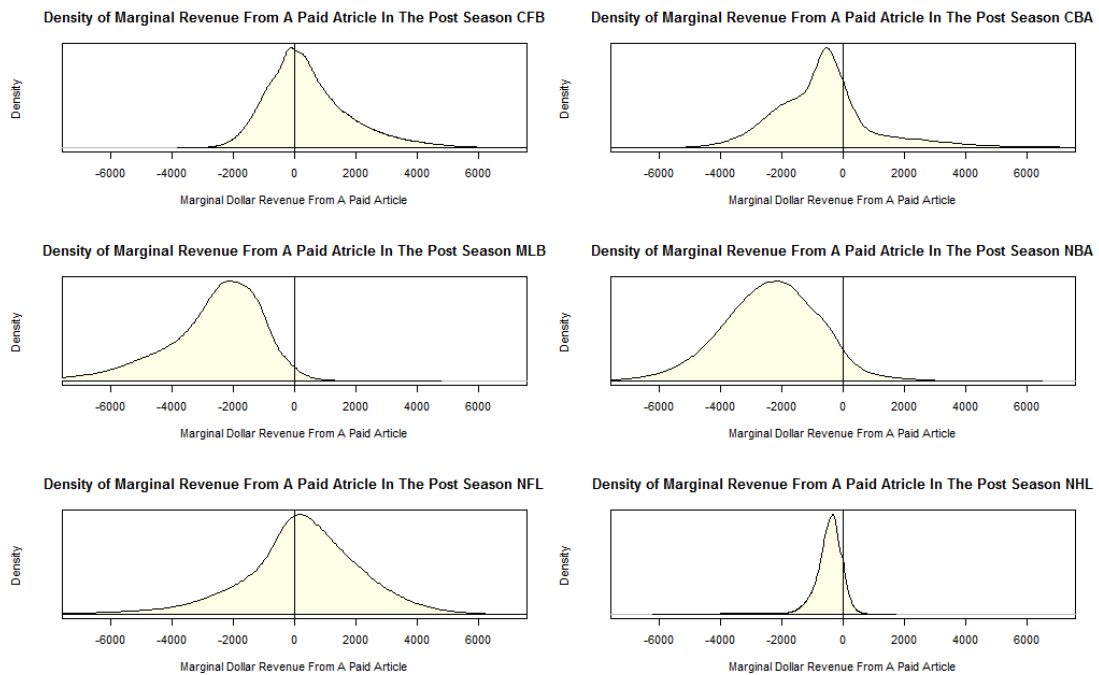 Density of Marginal Revenue From A Paid Atricle In The Post Season CFB
Density
-6000 -4000 -2000 0 2000 4000 6000
Marginal Dollar Revenue From A Paid Article
Density of Marginal Revenue From A Paid Atricle In The Post Season CBA
Density
-6000 -4000 -2000 0 2000 4000 6000
Marginal Dollar Revenue From A Paid Article
Density of Marginal Revenue From A Paid Atricle In The Post Season MLB
Density
-6000 -4000 -2000 0 2000 4000 6000
Marginal Dollar Revenue From A Paid Article
Density of Marginal Revenue From A Paid Atricle In The Post Season NBA
Density
-6000 -4000 -2000 0 2000 4000 6000
Marginal Dollar Revenue From A Paid Article
Density of Marginal Revenue From A Paid Atricle In The Post Season NFL
Density
-6000 -4000 -2000 0 2000 4000 6000
Marginal Dollar Revenue From A Paid Article
Density of Marginal Revenue From A Paid Atricle In The Post Season NHL
Density
-6000 -4000 -2000 0 2000 4000 6000
Marginal Dollar Revenue From A Paid Article